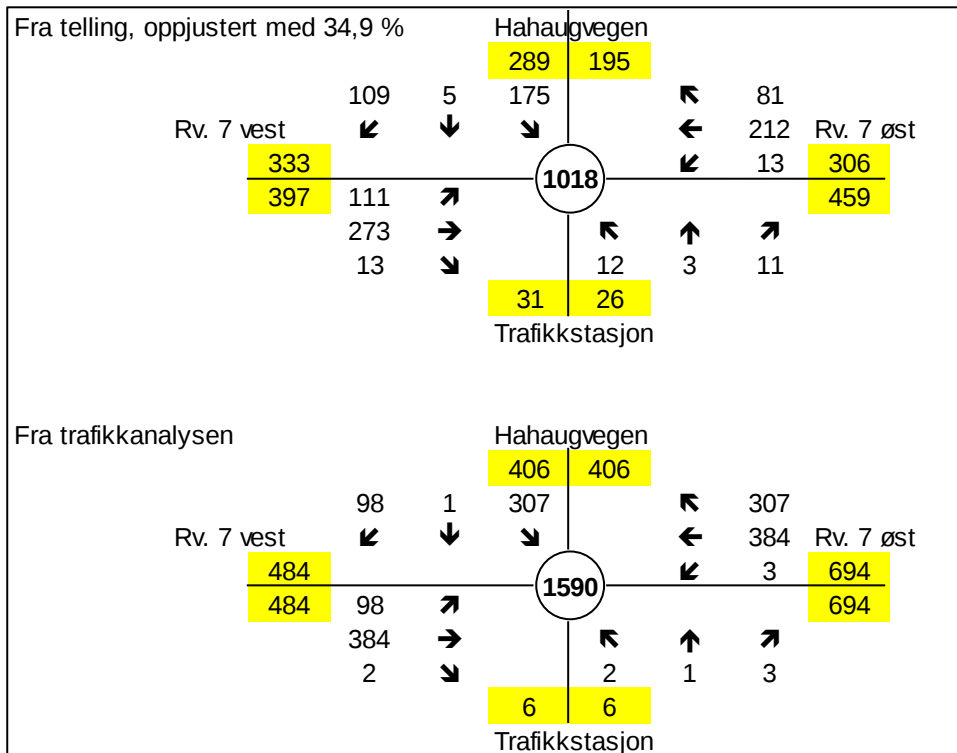 Fra telling, oppjustert med 34,9 % Hahaugvegen
289 195
109 5 175 81
Rv. 7 vest 212 Rv. 7 øst
333 13 306
1018
397 111 459
273
13 12 3 11
31 26
Trafikkstasjon
Fra trafikkanalysen Hahaugvegen
406 406
98 1 307 307
Rv. 7 vest 384 Rv. 7 øst
484 3 694
1590
484 98 694
384
2 2 1 3
6 6
Trafikkstasjon